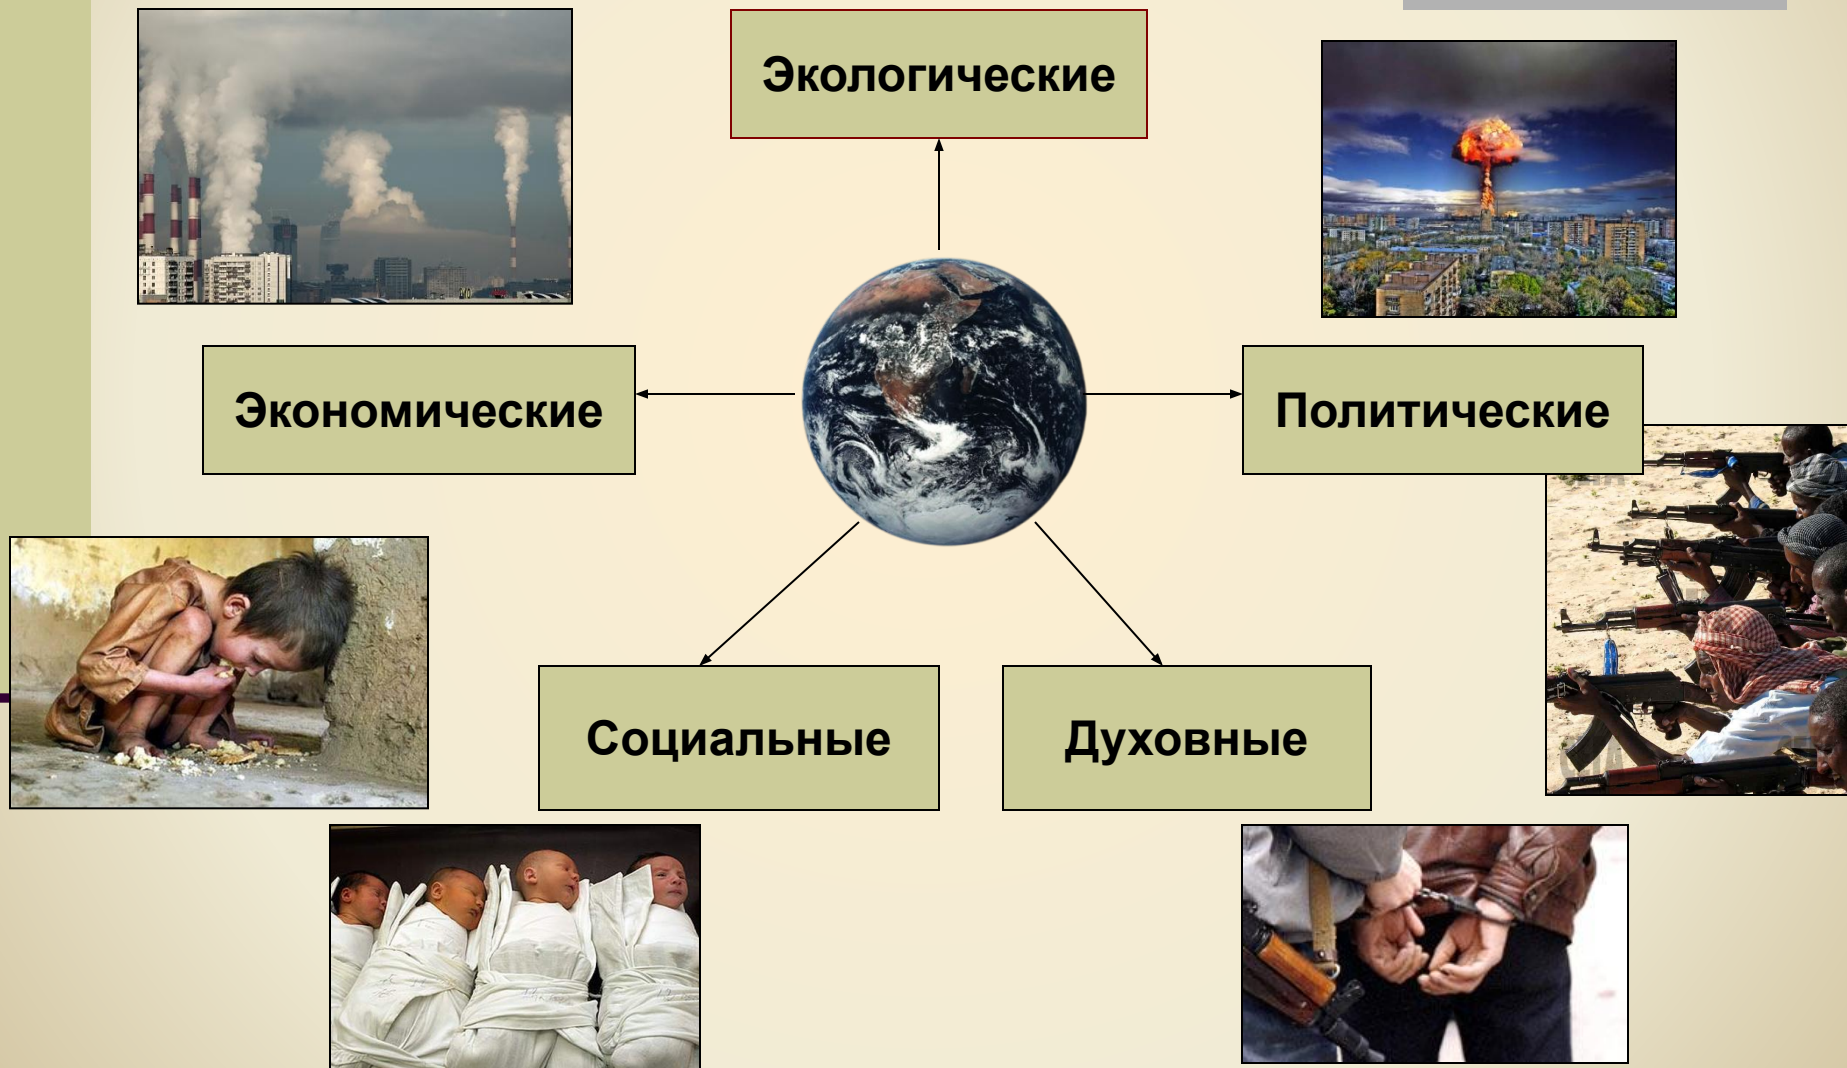 Экологические
Экономические
Политические
Социальные
Духовные